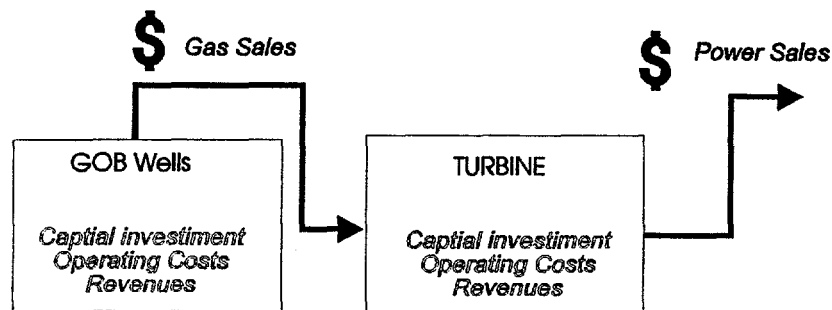 $ Gas Sales
$ Power Sales
GOB Wells
Captial investiment
Operating Costs
Revenues
TURBINE
Captial investiment
Operating Costs
Revenues